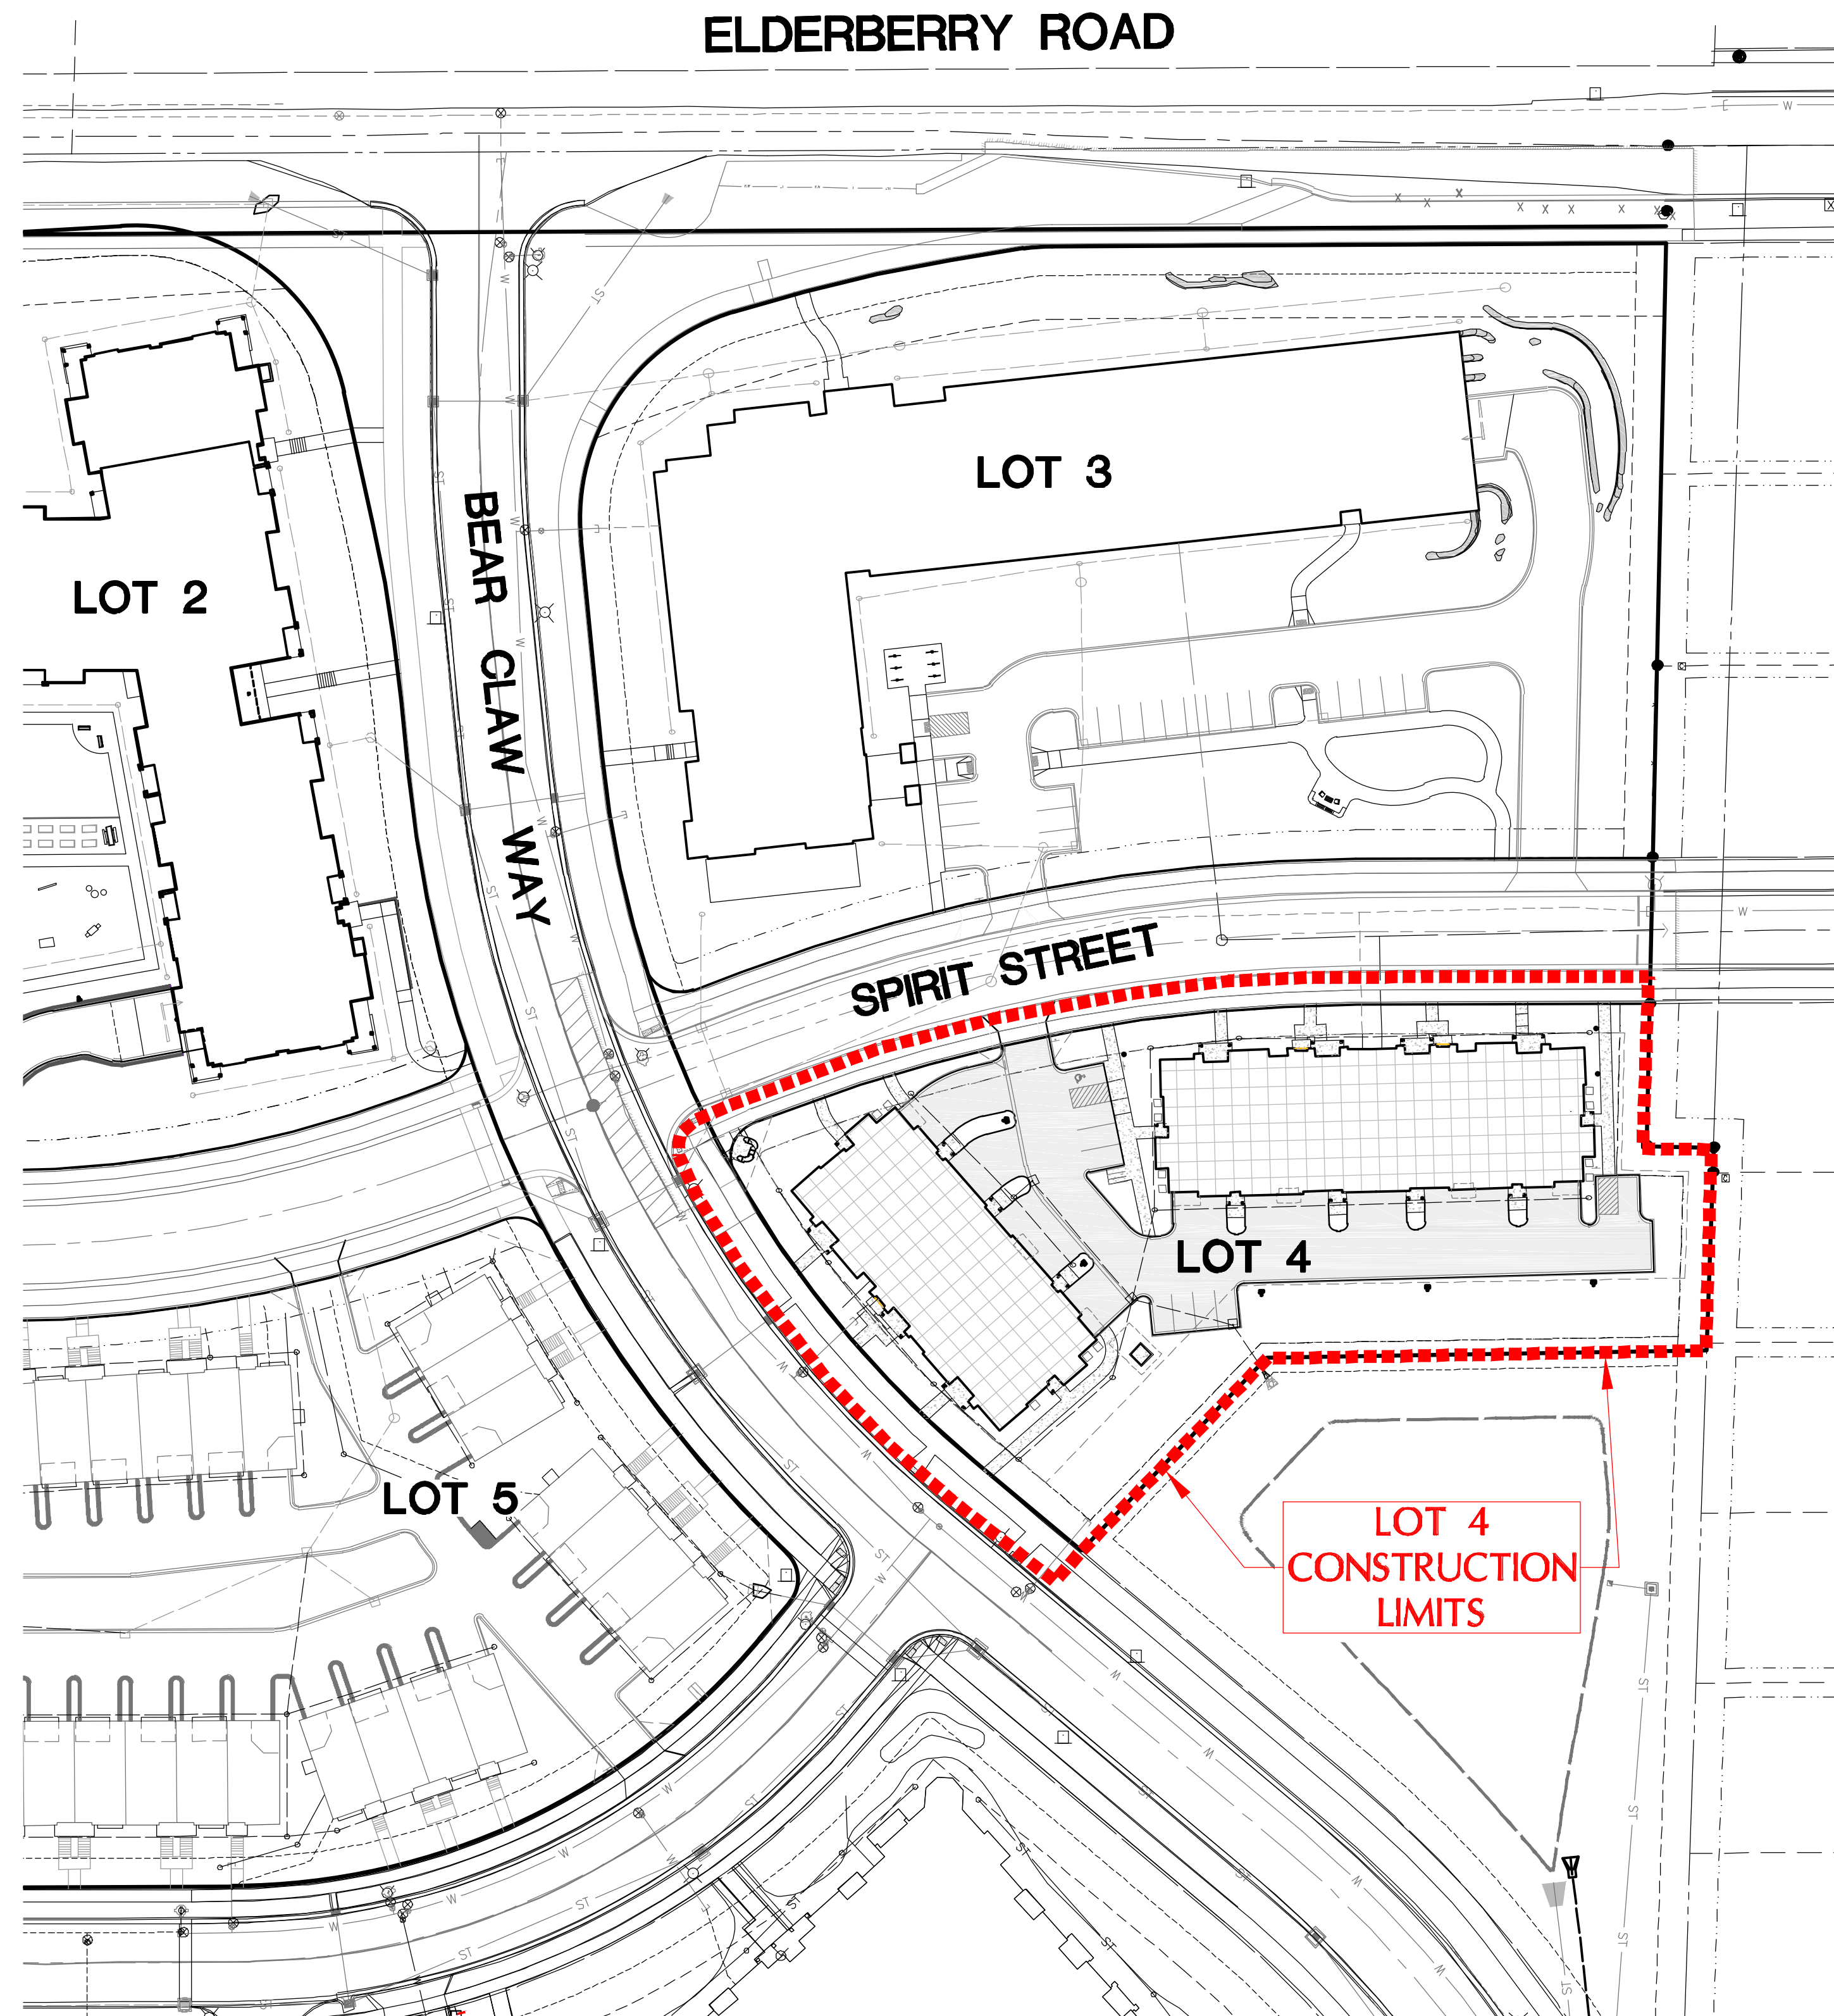 ELDERBERRY ROAD
LOT 3
LOT 2
BEAR CLAW WAY
SPIRIT STREET
LOT 4
LOT 5
LOT 4
CONSTRUCTION
LIMITS